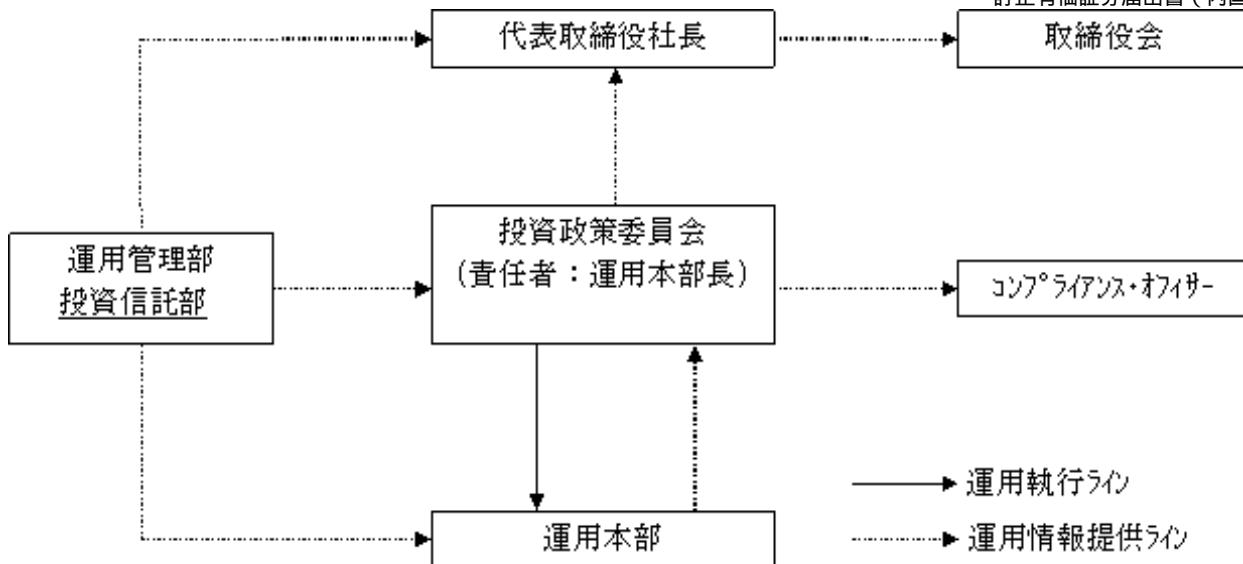 代表取締役社長
取締役会
運用管理部
投資信託部
投資政策委員会
(責任者：運用本部長)
コンプライアンス・オフィサー
運用本部
運用執行ライン
運用情報提供ライン